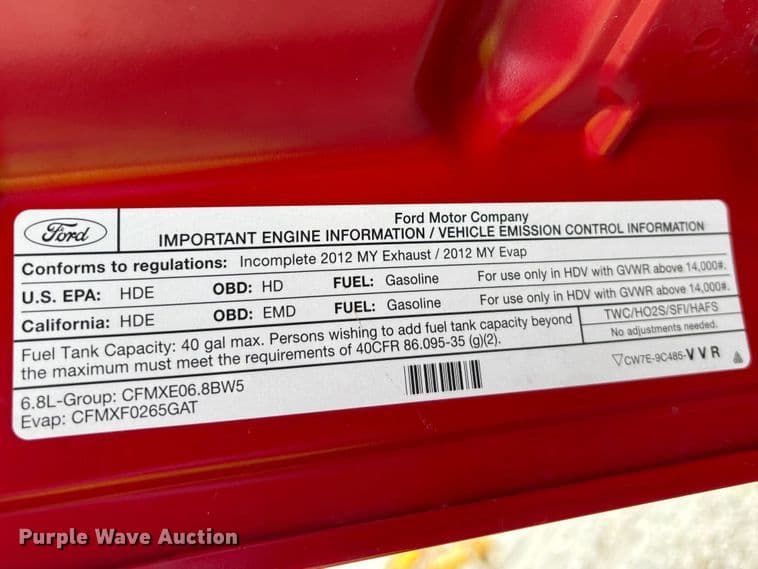 Ford
Ford Motor Company
IMPORTANT ENGINE INFORMATION / VEHICLE EMISSION CONTROL INFORMATION
Conforms to regulations: Incomplete 2012 MY Exhaust / 2012 MY Evap
U.S. EPA: HDE OBD: HD FUEL: Gasoline For use only in HDV with GVWR above 14,000#.
California: HDE OBD: EMD FUEL: Gasoline For use only in HDV with GVWR above 14,000#.
Fuel Tank Capacity: 40 gal max. Persons wishing to add fuel tank capacity beyond
the maximum must meet the requirements of 40CFR 86.095-35 (g)(2).
TWC/HO2S/SFI/HAFS
No adjustments needed.
6.8L-Group: CFMXE06.8BW5
Evap: CFMXF0265GAT
CW7E-9C485-VVR
Purple Wave Auction